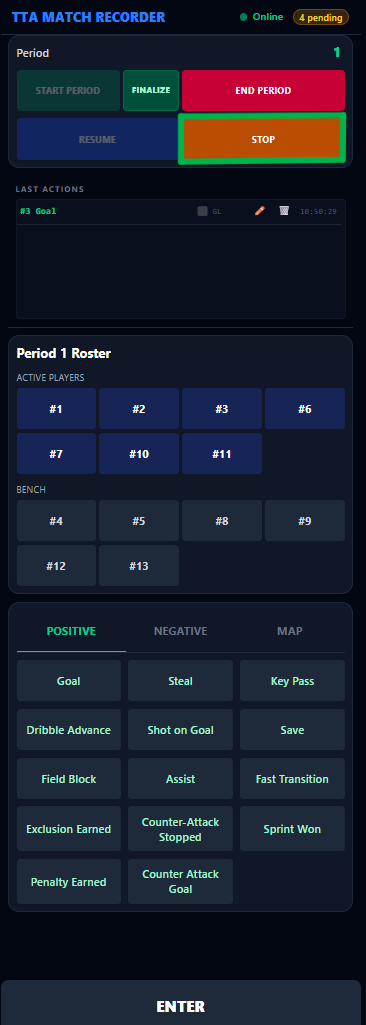 TTA MATCH RECORDER Online 4 pending
Period 1
START PERIOD FINALIZE END PERIOD
RESUME STOP
LAST ACTIONS
#3 Goal GL 18:50:29
Period 1 Roster
ACTIVE PLAYERS
#1 #2 #3 #6
#7 #10 #11
BENCH
#4 #5 #8 #9
#12 #13
POSITIVE NEGATIVE MAP
Goal Steal Key Pass
Dribble Advance Shot on Goal Save
Field Block Assist Fast Transition
Exclusion Earned Counter-Attack Stopped Sprint Won
Penalty Earned Counter Attack Goal
ENTER